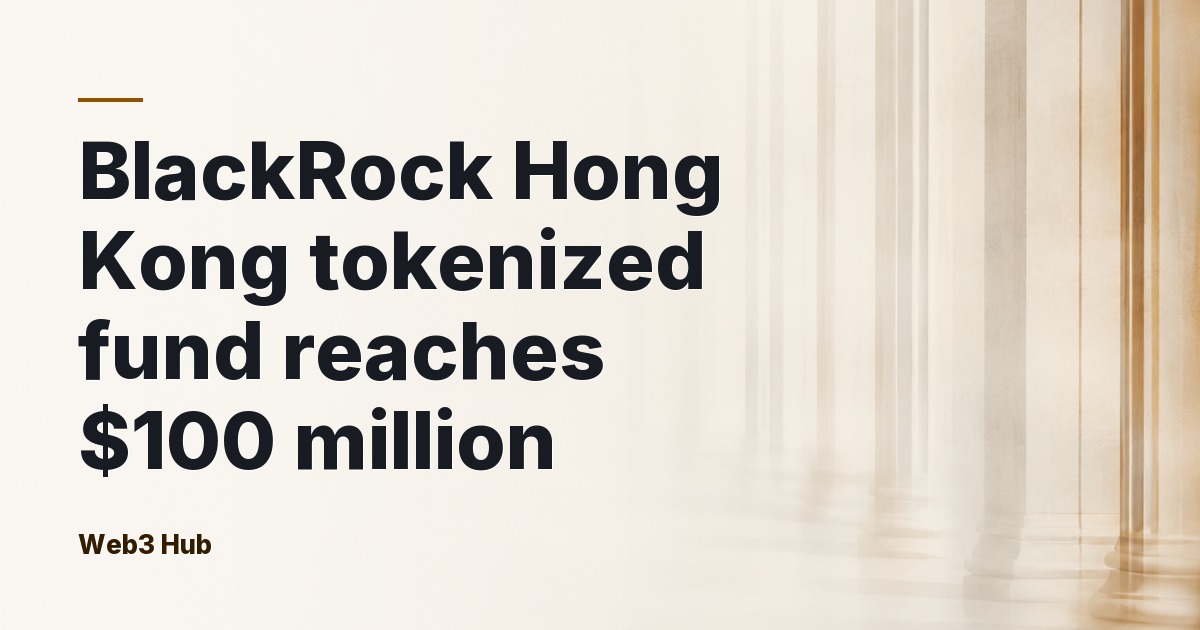 BlackRock Hong
Kong tokenized
fund reaches
$100 million
Web3 Hub